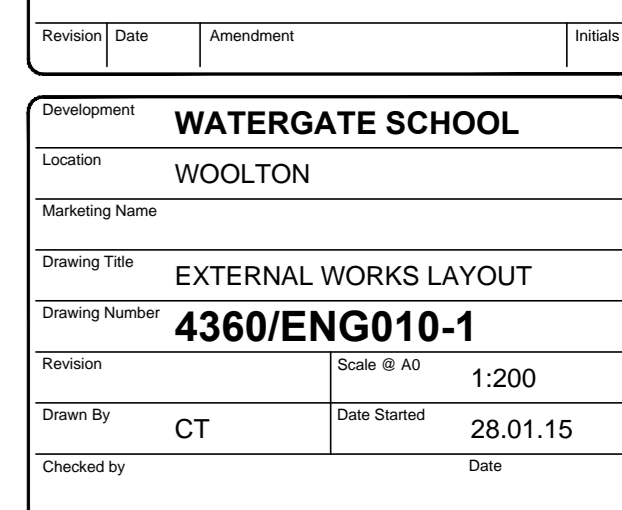 Revision Date Amendment Initials
Development WATERGATE SCHOOL
Location WOOLTON
Marketing Name
Drawing Title EXTERNAL WORKS LAYOUT
Drawing Number 4360/ENG010-1
Revision Scale @ A0 1:200
Drawn By CT Date Started 28.01.15
Checked by Date